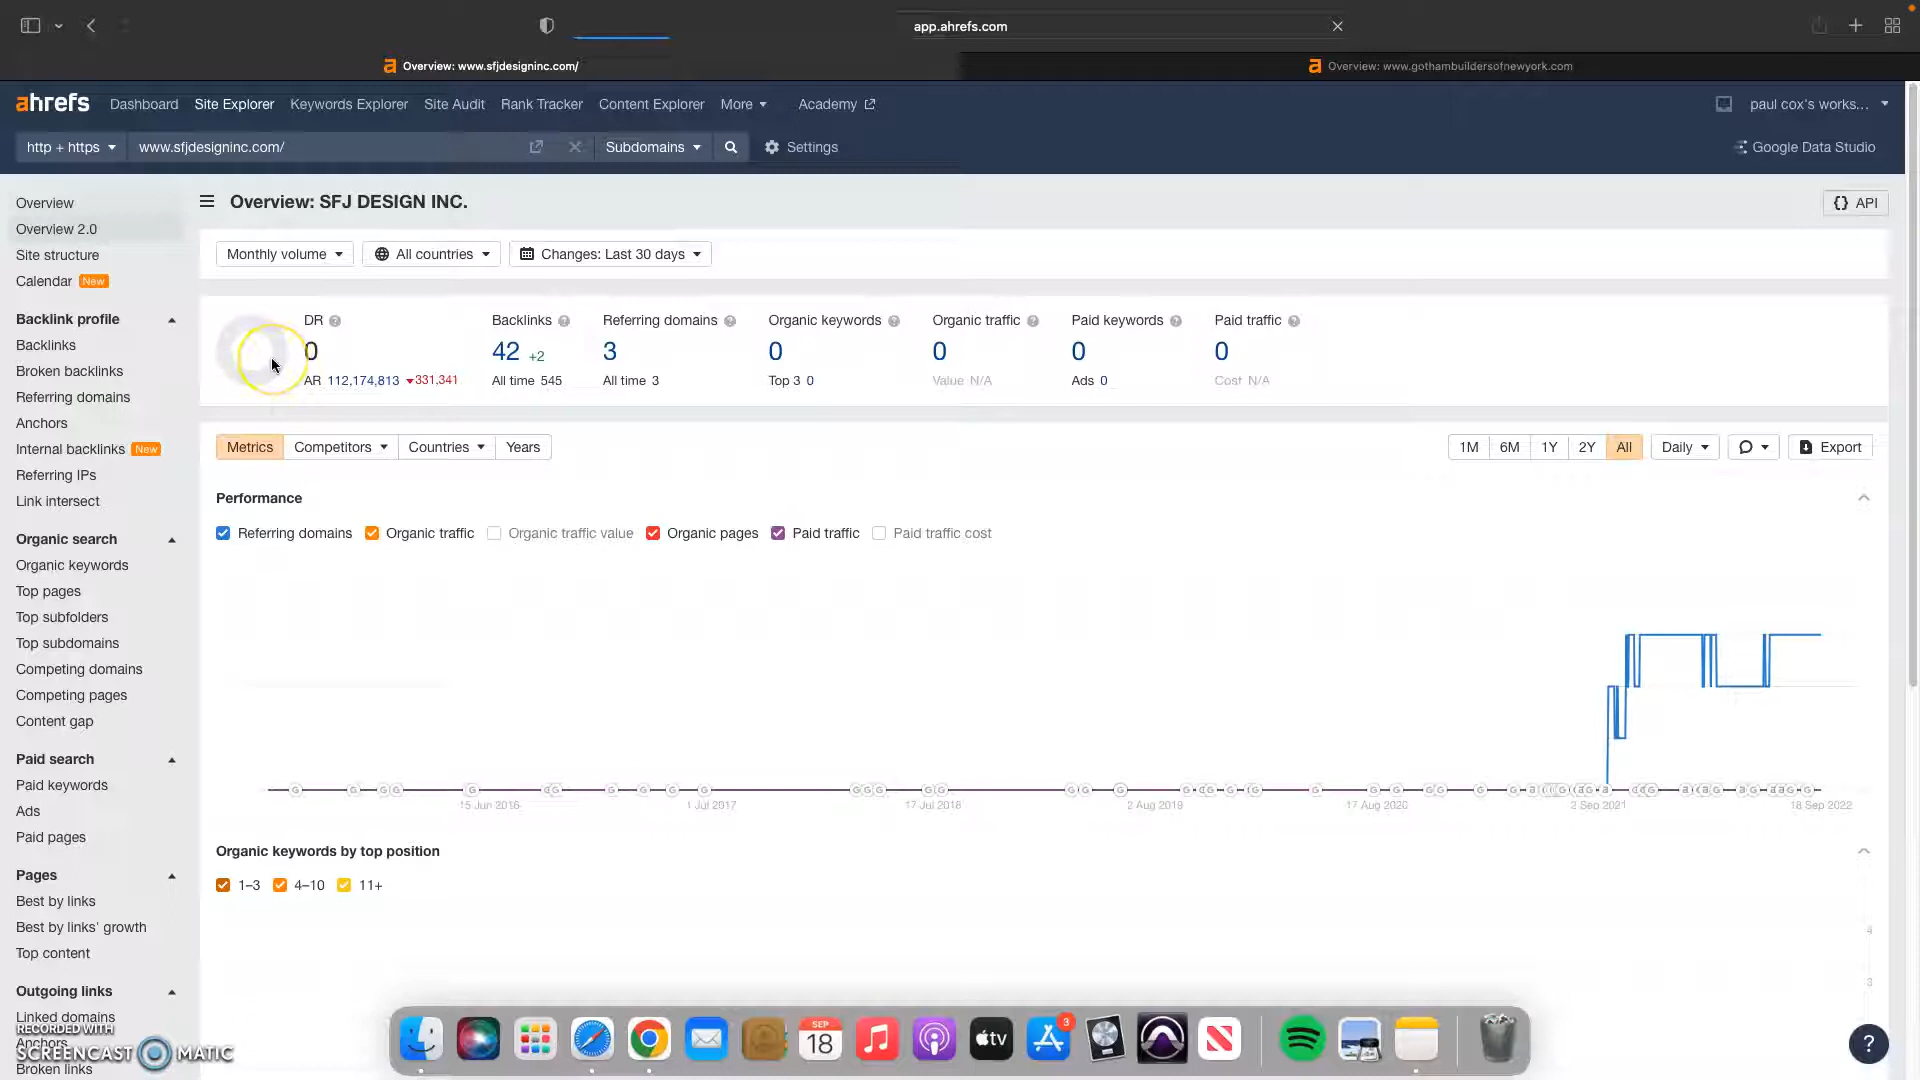 app.ahrefs.com
Overview: www.sfjdesigninc.com/
Overview: www.gothambuildersofnewyork.com
ahrefs Dashboard Site Explorer Keywords Explorer Site Audit Rank Tracker Content Explorer More Academy paul cox's works...
http + https www.sfjdesigninc.com/ Subdomains Settings Google Data Studio
Overview
Overview 2.0
Site structure
Calendar New
Backlink profile
Backlinks
Broken backlinks
Referring domains
Anchors
Internal backlinks New
Referring IPs
Link intersect
Organic search
Organic keywords
Top pages
Top subfolders
Top subdomains
Competing domains
Competing pages
Content gap
Paid search
Paid keywords
Ads
Paid pages
Pages
Best by links
Best by links' growth
Top content
Outgoing links
Linked domains
Anchors
Broken links
RECORDED WITH
SCREENCAST MATIC
Overview: SFJ DESIGN INC. {} API
Monthly volume All countries Changes: Last 30 days
DR ? Backlinks ? Referring domains ? Organic keywords ? Organic traffic ? Paid keywords ? Paid traffic ?
0 42 +2 3 0 0 0 0
AR 112,174,813 331,341 All time 545 All time 3 Top 3 0 Value N/A Ads 0 Cost N/A
Metrics Competitors Countries Years 1M 6M 1Y 2Y All Daily Export
Performance
Referring domains Organic traffic Organic traffic value Organic pages Paid traffic Paid traffic cost
15 Jun 2016 1 Jul 2017 17 Jul 2018 2 Aug 2019 17 Aug 2020 2 Sep 2021 18 Sep 2022
Organic keywords by top position
1–3 4–10 11+
4
3
SEP
18
tv
3
?